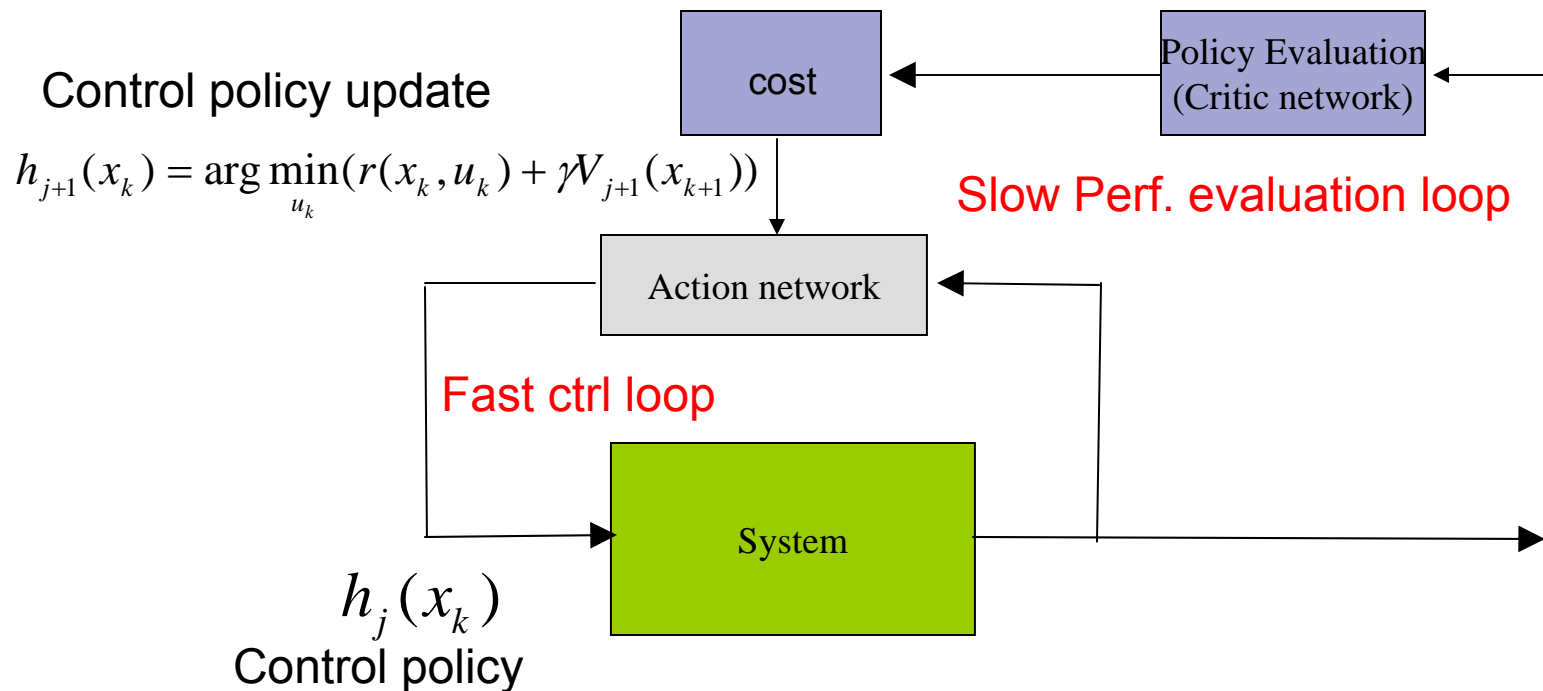 cost
Policy Evaluation
(Critic network)
Control policy update
h_{j+1}(x_k) = arg min_{u_k}(r(x_k, u_k) + γV_{j+1}(x_{k+1}))
Slow Perf. evaluation loop
Action network
Fast ctrl loop
System
h_j(x_k)
Control policy